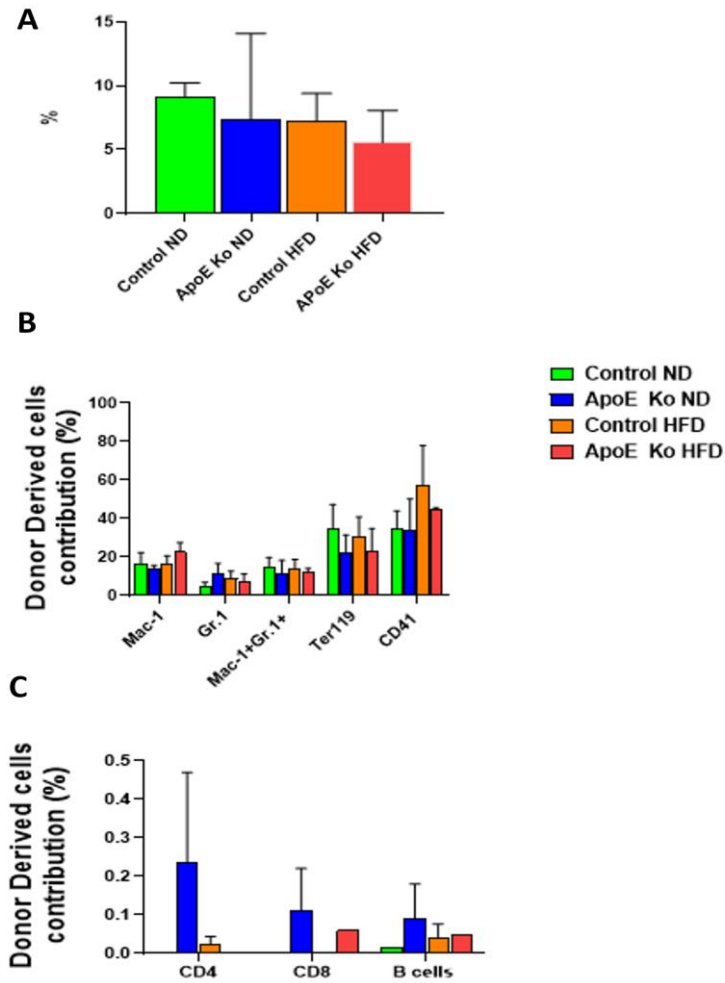 A
15
10
5
0
%
Control ND
ApoE Ko ND
Control HFD
APoE Ko HFD
B
Donor Derived cells
contribution (%)
100
80
60
40
20
0
Mac-1
Gr.1
Mac-1+Gr.1+
Ter119
CD41
Control ND
ApoE Ko ND
Control HFD
ApoE Ko HFD
C
Donor Derived cells
contribution (%)
0.5
0.4
0.3
0.2
0.1
0.0
CD4
CD8
B cells